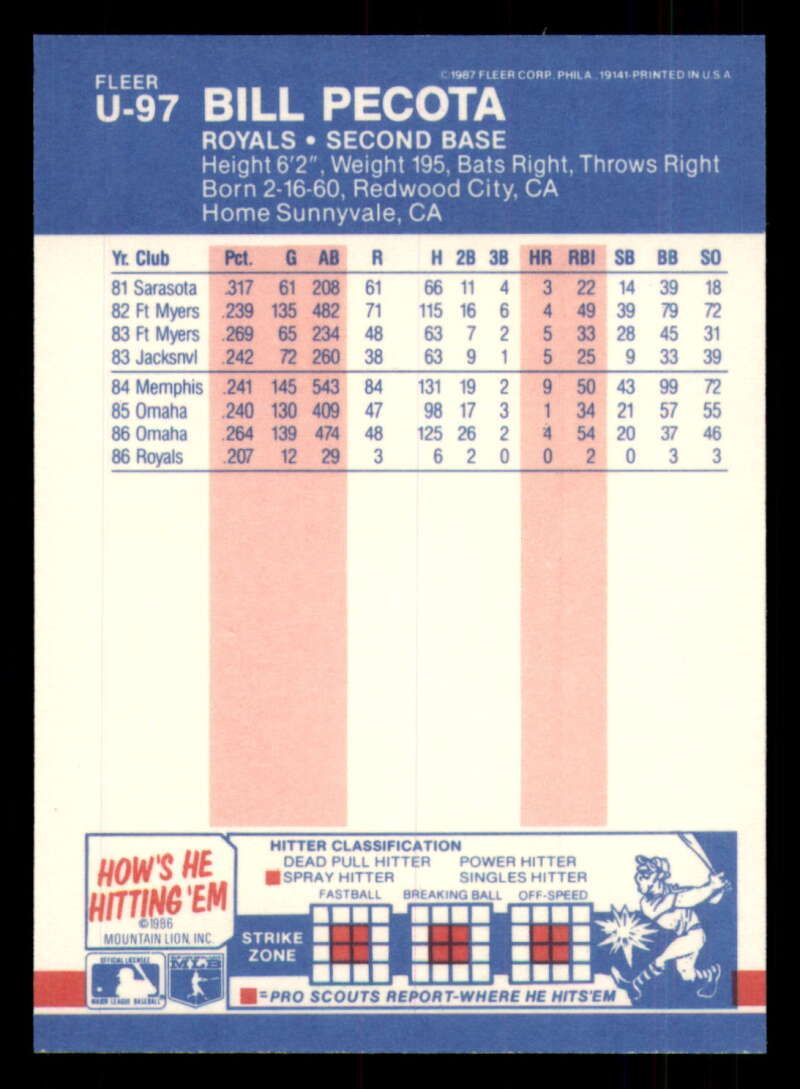 ©1987 FLEER CORP. PHILA. 19141-PRINTED IN U.S.A
FLEER
U-97 BILL PECOTA
ROYALS • SECOND BASE
Height 6'2", Weight 195, Bats Right, Throws Right
Born 2-16-60, Redwood City, CA
Home Sunnyvale, CA
Yr. Club Pct. G AB R H 2B 3B HR RBI SB BB SO
81 Sarasota .317 61 208 61 66 11 4 3 22 14 39 18
82 Ft Myers .239 135 482 71 115 16 6 4 49 39 79 72
83 Ft Myers .269 65 234 48 63 7 2 5 33 28 45 31
83 Jacksnvl .242 72 260 38 63 9 1 5 25 9 33 39
84 Memphis .241 145 543 84 131 19 2 9 50 43 99 72
85 Omaha .240 130 409 47 98 17 3 1 34 21 57 55
86 Omaha .264 139 474 48 125 26 2 4 54 20 37 46
86 Royals .207 12 29 3 6 2 0 0 2 0 3 3
HOW'S HE
HITTING 'EM
©1986
MOUNTAIN LION, INC.
HITTER CLASSIFICATION
DEAD PULL HITTER POWER HITTER
SPRAY HITTER SINGLES HITTER
FASTBALL BREAKING BALL OFF-SPEED
STRIKE
ZONE
OFFICIAL LICENSEE
MAJOR LEAGUE BASEBALL
MLB
=PRO SCOUTS REPORT-WHERE HE HITS'EM